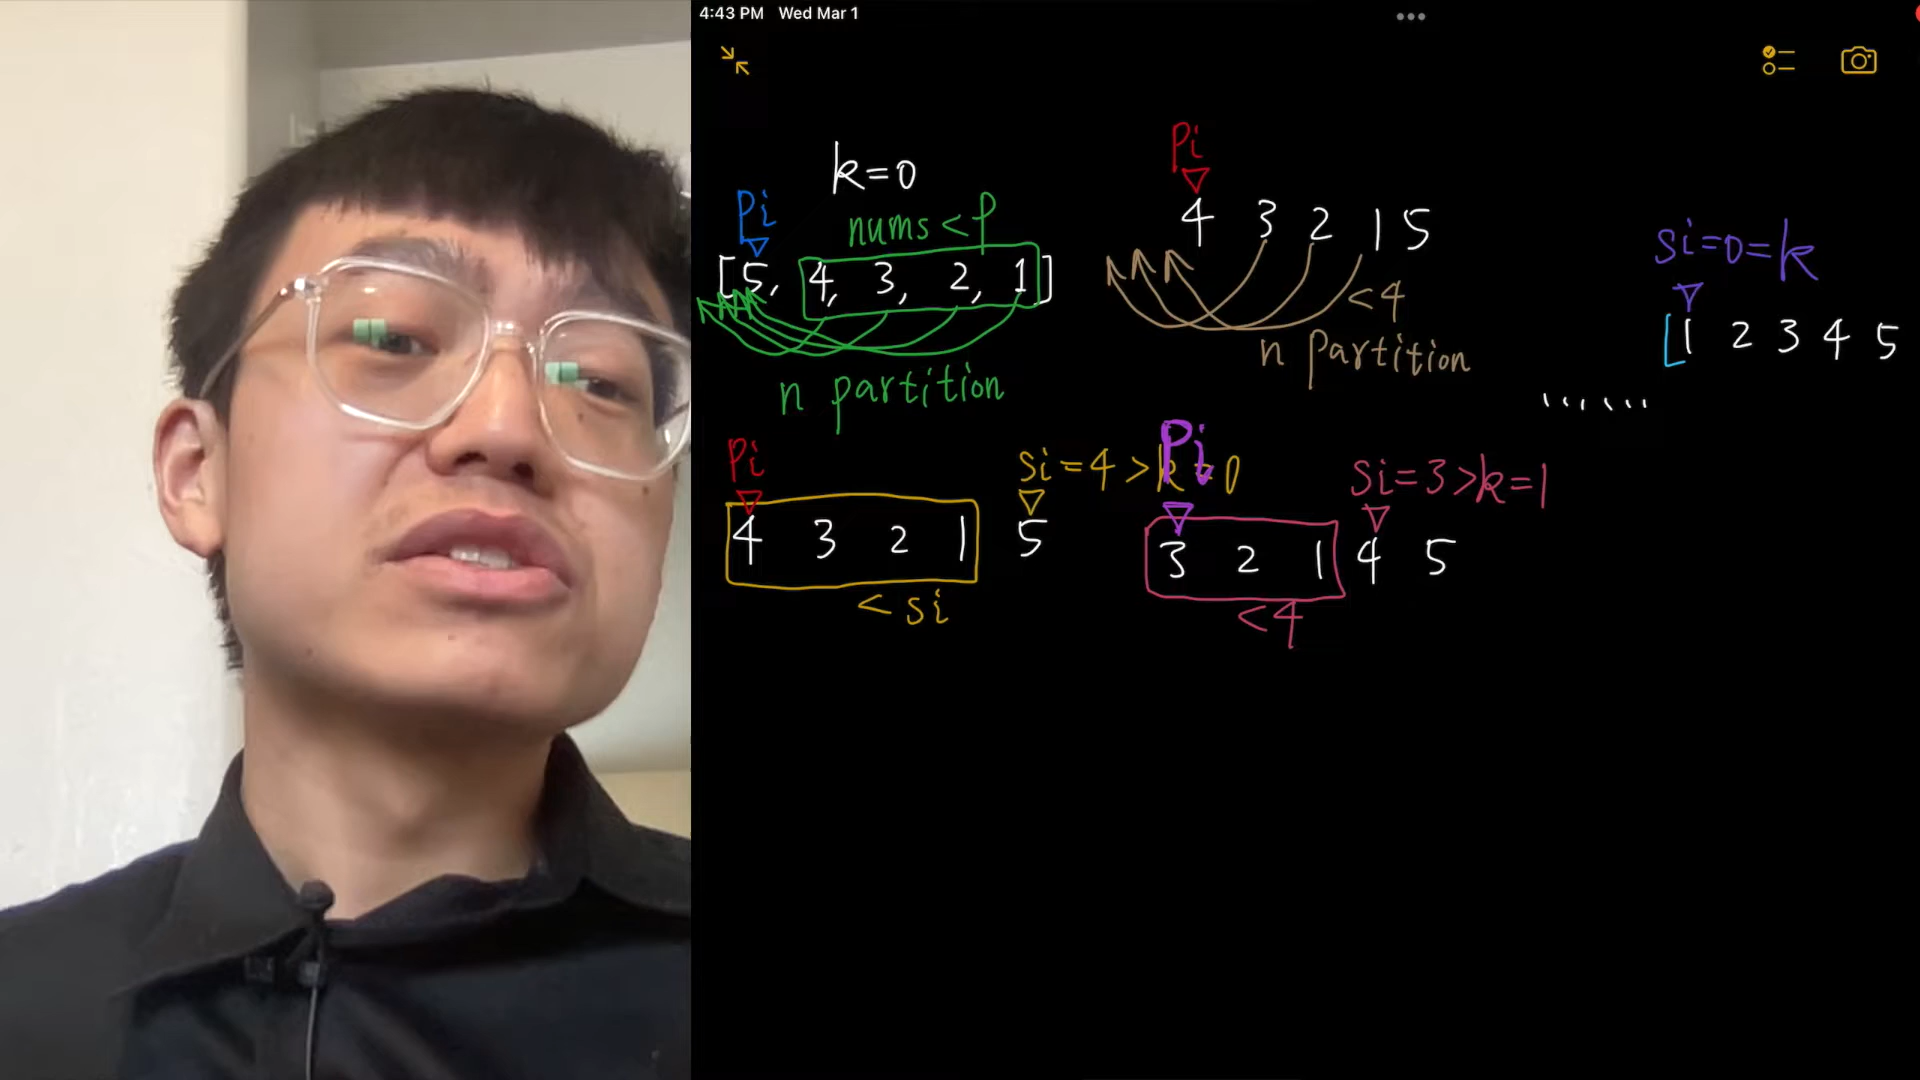 4:43 PM Wed Mar 1
k=0
Pi
nums < P
[5, 4, 3, 2, 1]
n partition
Pi
4 3 2 1 5
<4
n partition
si=0=k
[1 2 3 4 5
......
Pi
si=4>k=0
4 3 2 1 5
< si
Pi
si=3>k=1
3 2 1 4 5
<4